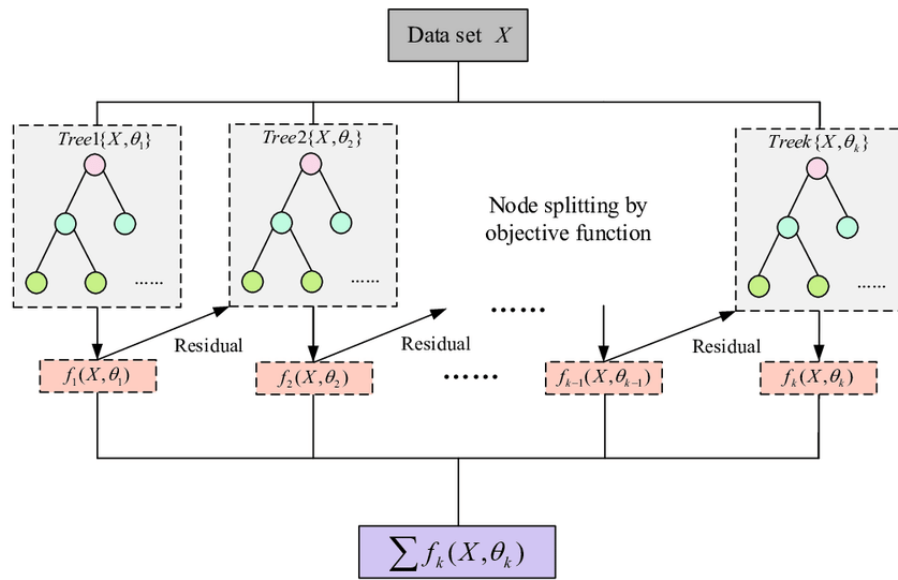 Data set X
Tree1{X,θ₁}
Tree2{X,θ₂}
Treek{X,θₖ}
Node splitting by
objective function
......
......
......
......
Residual
Residual
Residual
f₁(X,θ₁)
f₂(X,θ₂)
......
fₖ₋₁(X,θₖ₋₁)
fₖ(X,θₖ)
∑fₖ(X,θₖ)